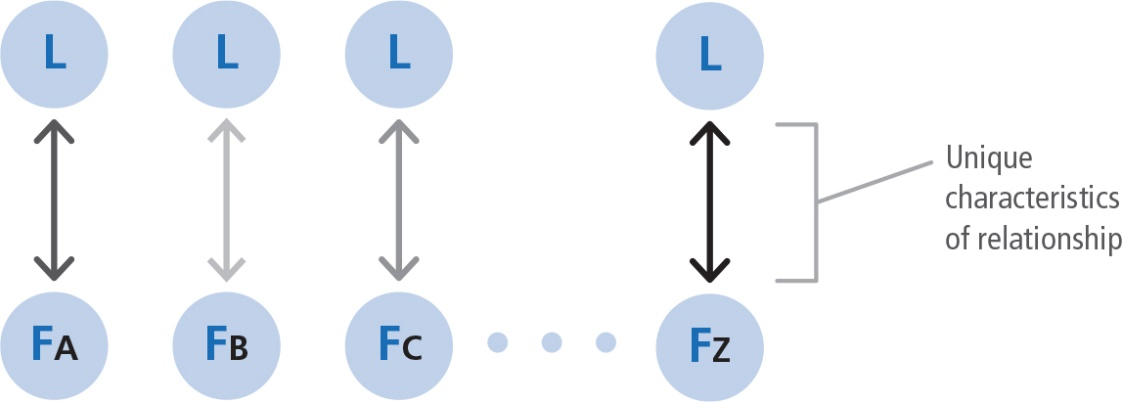 L L L L
FA FB FC FZ
Unique
characteristics
of relationship